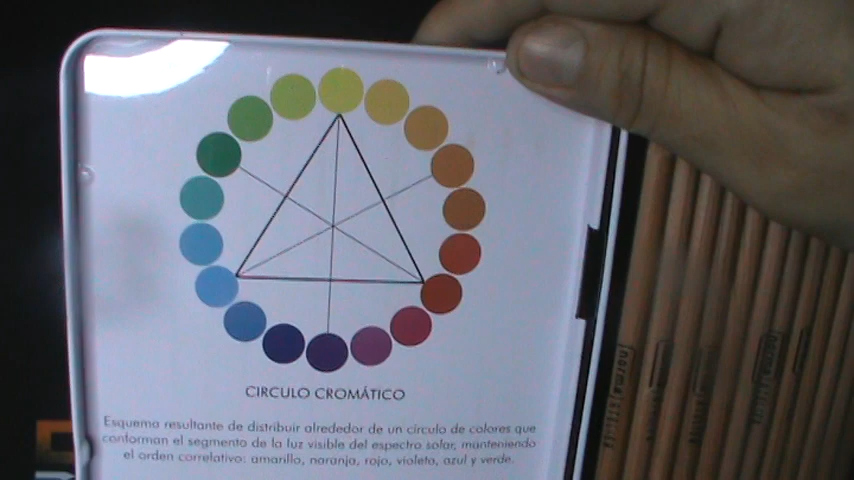 CIRCULO CROMÁTICO
Esquema resultante de distribuir alrededor de un círculo de colores que
conforman el segmento de la luz visible del espectro solar, manteniendo
el orden correlativo: amarillo, naranja, rojo, violeta, azul y verde.